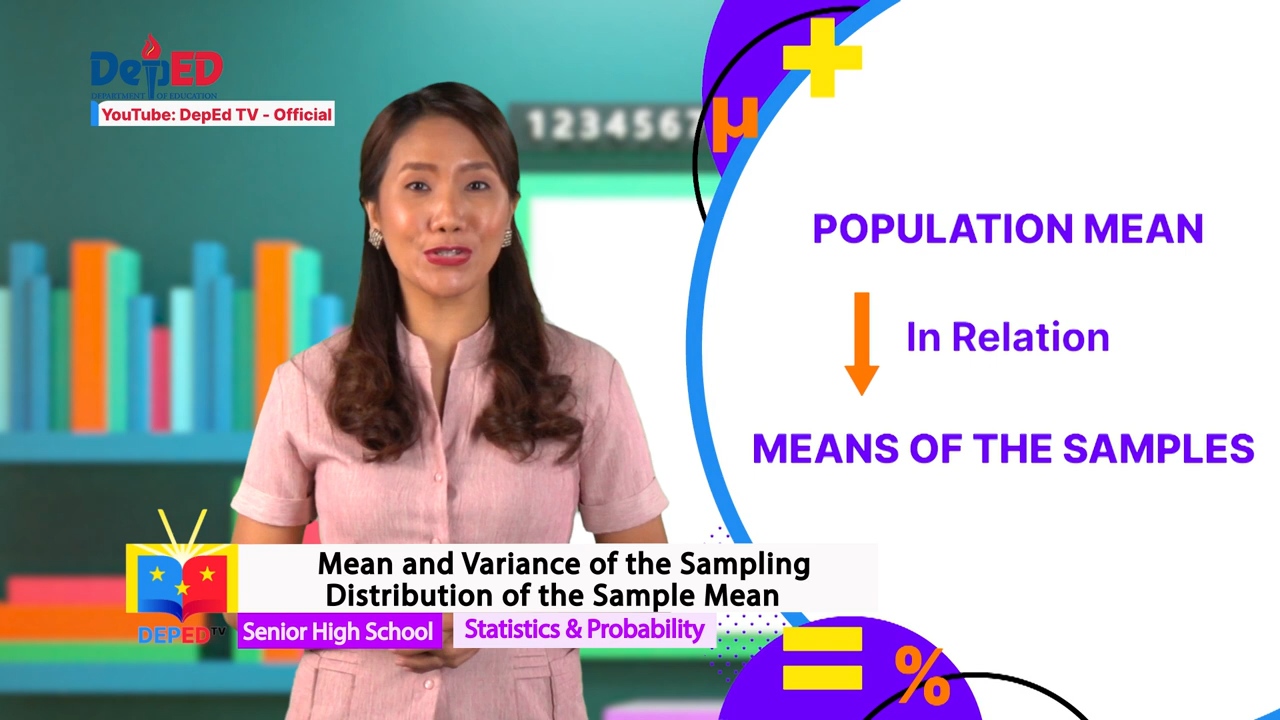 DepED
DEPARTMENT OF EDUCATION
YouTube: DepEd TV - Official
1234567
μ
POPULATION MEAN
In Relation
MEANS OF THE SAMPLES
Mean and Variance of the Sampling
Distribution of the Sample Mean
DEPED TV
Senior High School
Statistics & Probability
%